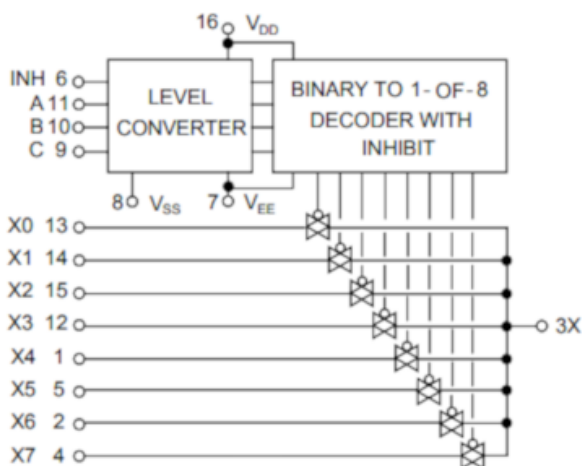 16 VDD
INH 6
A 11
B 10
C 9
LEVEL
CONVERTER
BINARY TO 1-OF-8
DECODER WITH
INHIBIT
8 VSS
7 VEE
X0 13
X1 14
X2 15
X3 12
3X
X4 1
X5 5
X6 2
X7 4